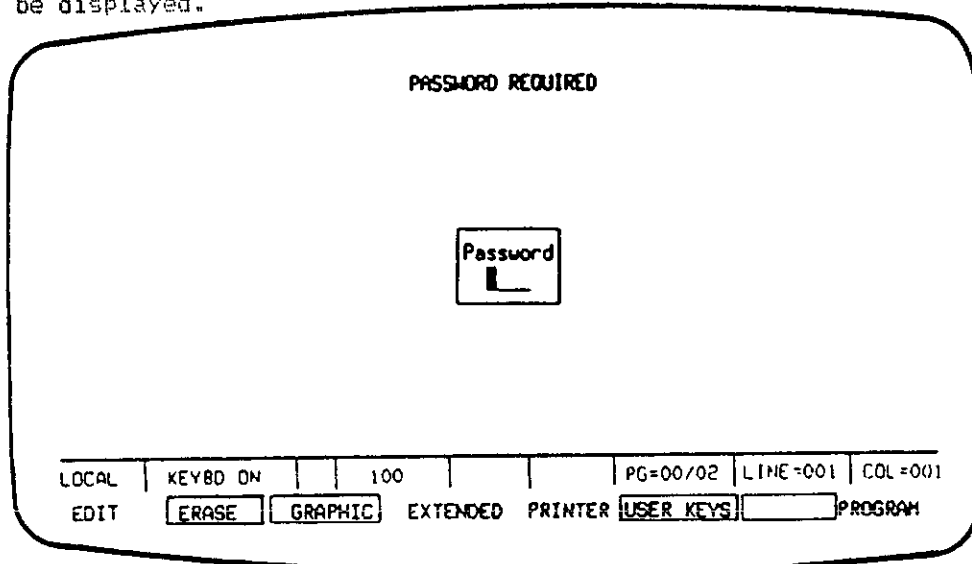 be displayed.
PASSWORD REQUIRED
Password
LOCAL KEYBD ON 100 PG=00/02 LINE=001 COL=001
EDIT ERASE GRAPHIC EXTENDED PRINTER USER KEYS PROGRAM